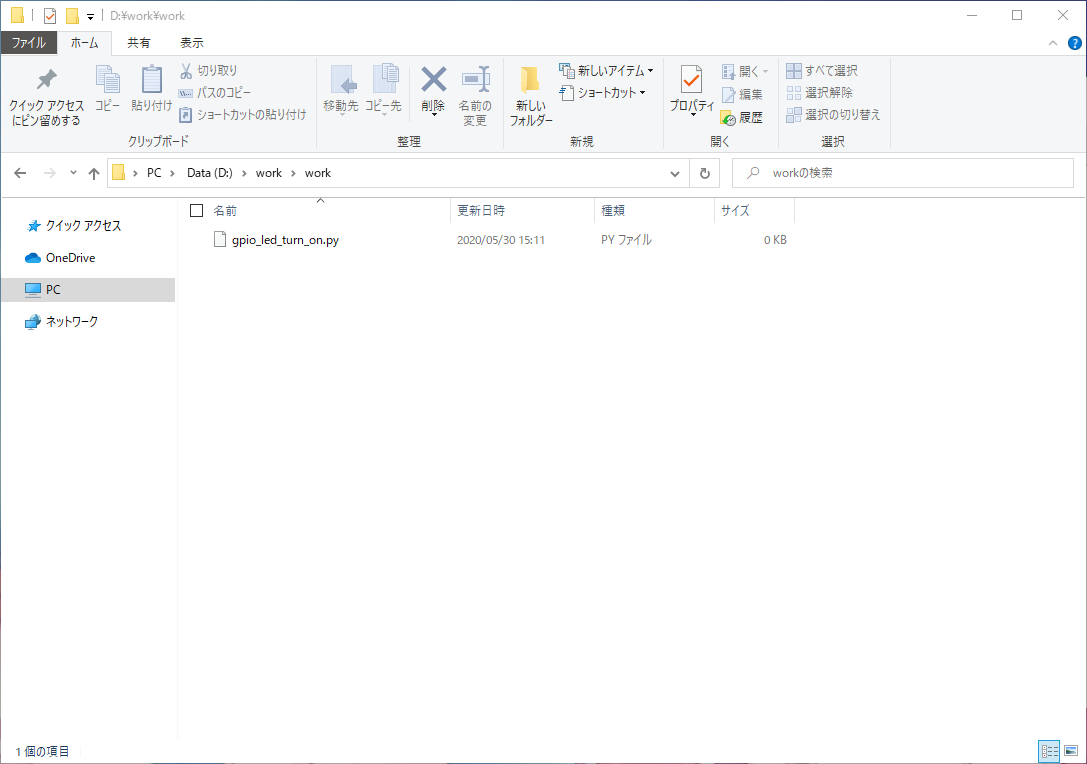 D:¥work¥work
ファイル ホーム 共有 表示
クイック アクセス
にピン留めする
コピー
貼り付け
切り取り
パスのコピー
ショートカットの貼り付け
クリップボード
移動先
コピー先
削除
名前の
変更
整理
新しい
フォルダー
新しいアイテム
ショートカット
新規
プロパティ
開く
編集
履歴
開く
すべて選択
選択解除
選択の切り替え
選択
PC Data (D:) work work
workの検索
クイック アクセス
OneDrive
PC
ネットワーク
名前 更新日時 種類 サイズ
gpio_led_turn_on.py 2020/05/30 15:11 PY ファイル 0 KB
1 個の項目